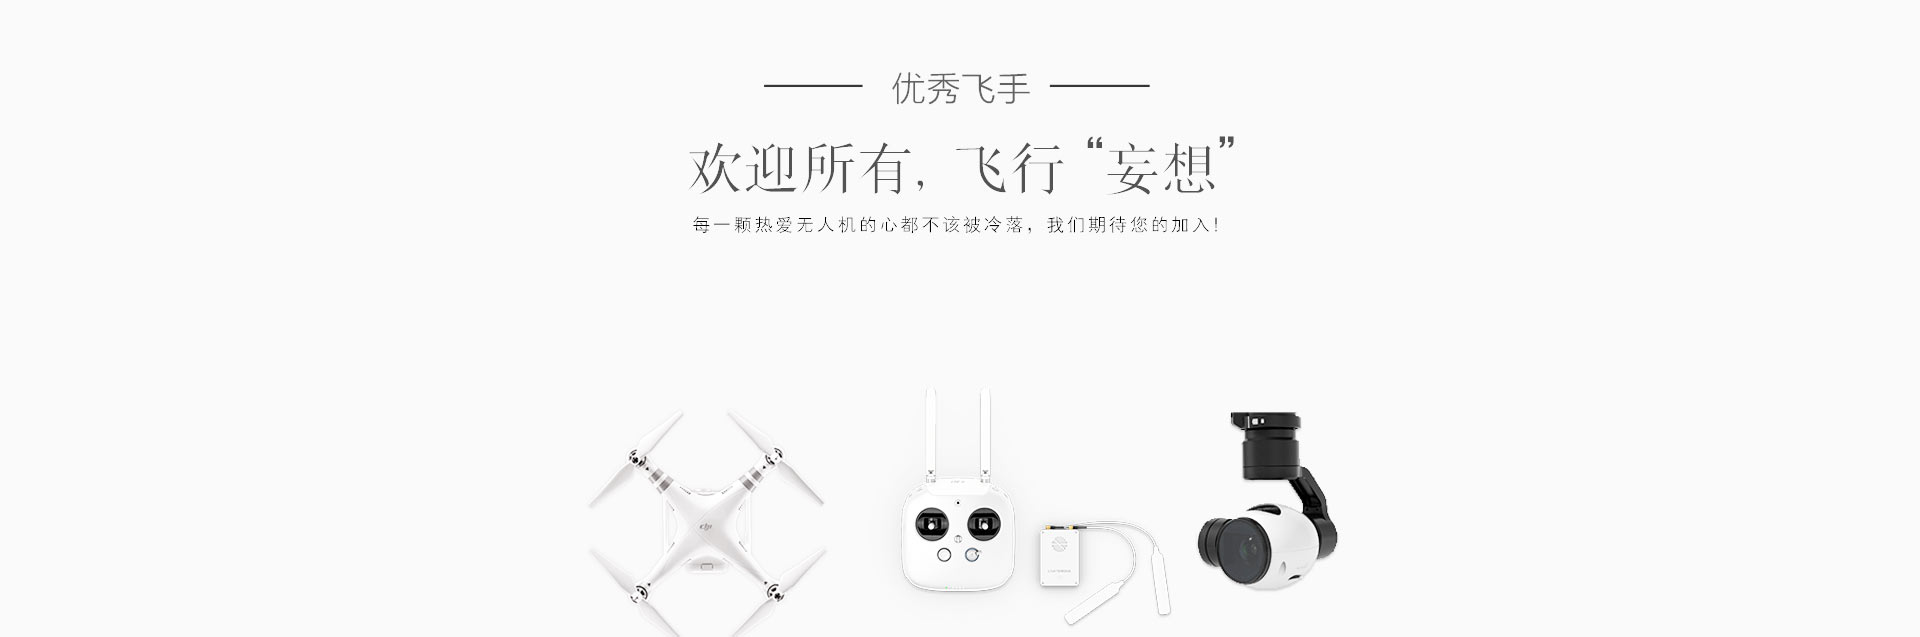 优秀飞手
欢迎所有，飞行“妄想”
每一颗热爱无人机的心都不该被冷落，我们期待您的加入！
dji